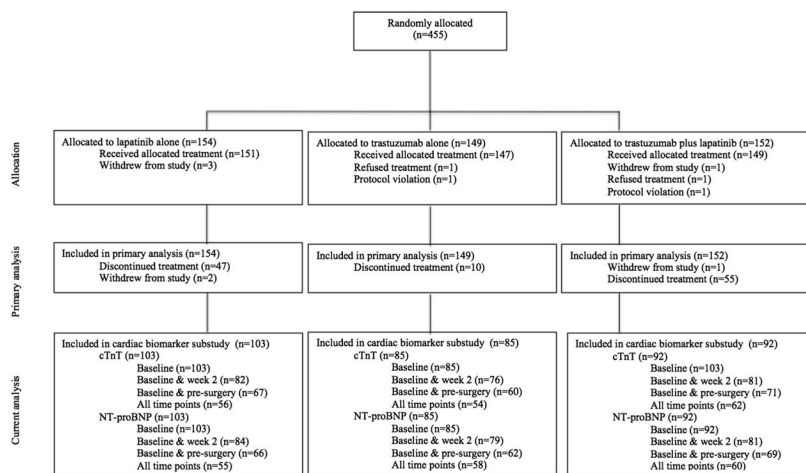 Randomly allocated
(n=455)
Allocation
Allocated to lapatinib alone (n=154)
Received allocated treatment (n=151)
Withdrew from study (n=3)
Allocated to trastuzumab alone (n=149)
Received allocated treatment (n=147)
Refused treatment (n=1)
Protocol violation (n=1)
Allocated to trastuzumab plus lapatinib (n=152)
Received allocated treatment (n=149)
Withdrew from study (n=1)
Refused treatment (n=1)
Protocol violation (n=1)
Primary analysis
Included in primary analysis (n=154)
Discontinued treatment (n=47)
Withdrew from study (n=2)
Included in primary analysis (n=149)
Discontinued treatment (n=10)
Included in primary analysis (n=152)
Withdrew from study (n=1)
Discontinued treatment (n=55)
Current analysis
Included in cardiac biomarker substudy (n=103)
cTnT (n=103)
Baseline (n=103)
Baseline & week 2 (n=82)
Baseline & pre-surgery (n=67)
All time points (n=56)
NT-proBNP (n=103)
Baseline (n=103)
Baseline & week 2 (n=84)
Baseline & pre-surgery (n=66)
All time points (n=55)
Included in cardiac biomarker substudy (n=85)
cTnT (n=85)
Baseline (n=85)
Baseline & week 2 (n=76)
Baseline & pre-surgery (n=60)
All time points (n=54)
NT-proBNP (n=85)
Baseline (n=85)
Baseline & week 2 (n=79)
Baseline & pre-surgery (n=62)
All time points (n=58)
Included in cardiac biomarker substudy (n=92)
cTnT (n=92)
Baseline (n=103)
Baseline & week 2 (n=81)
Baseline & pre-surgery (n=71)
All time points (n=62)
NT-proBNP (n=92)
Baseline (n=92)
Baseline & week 2 (n=81)
Baseline & pre-surgery (n=69)
All time points (n=60)